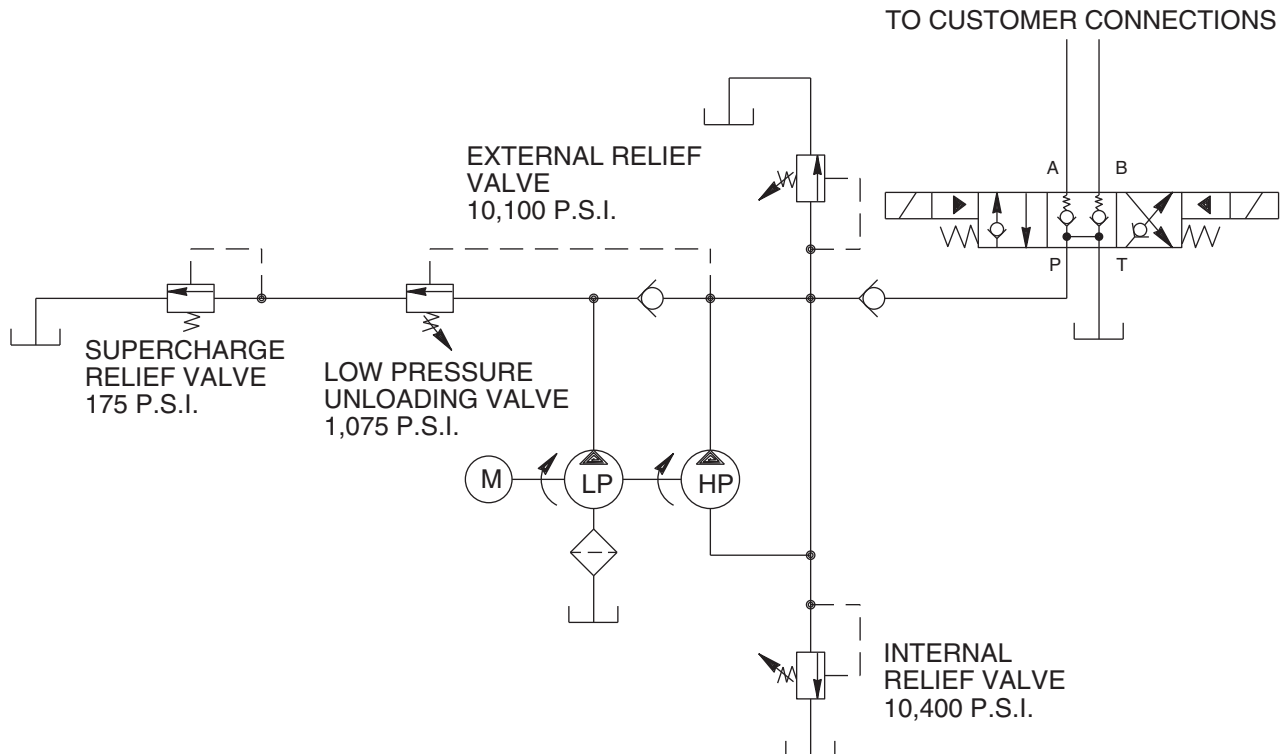 TO CUSTOMER CONNECTIONS
EXTERNAL RELIEF
VALVE
10,100 P.S.I.
A B
P T
SUPERCHARGE
RELIEF VALVE
175 P.S.I.
LOW PRESSURE
UNLOADING VALVE
1,075 P.S.I.
M LP HP
INTERNAL
RELIEF VALVE
10,400 P.S.I.